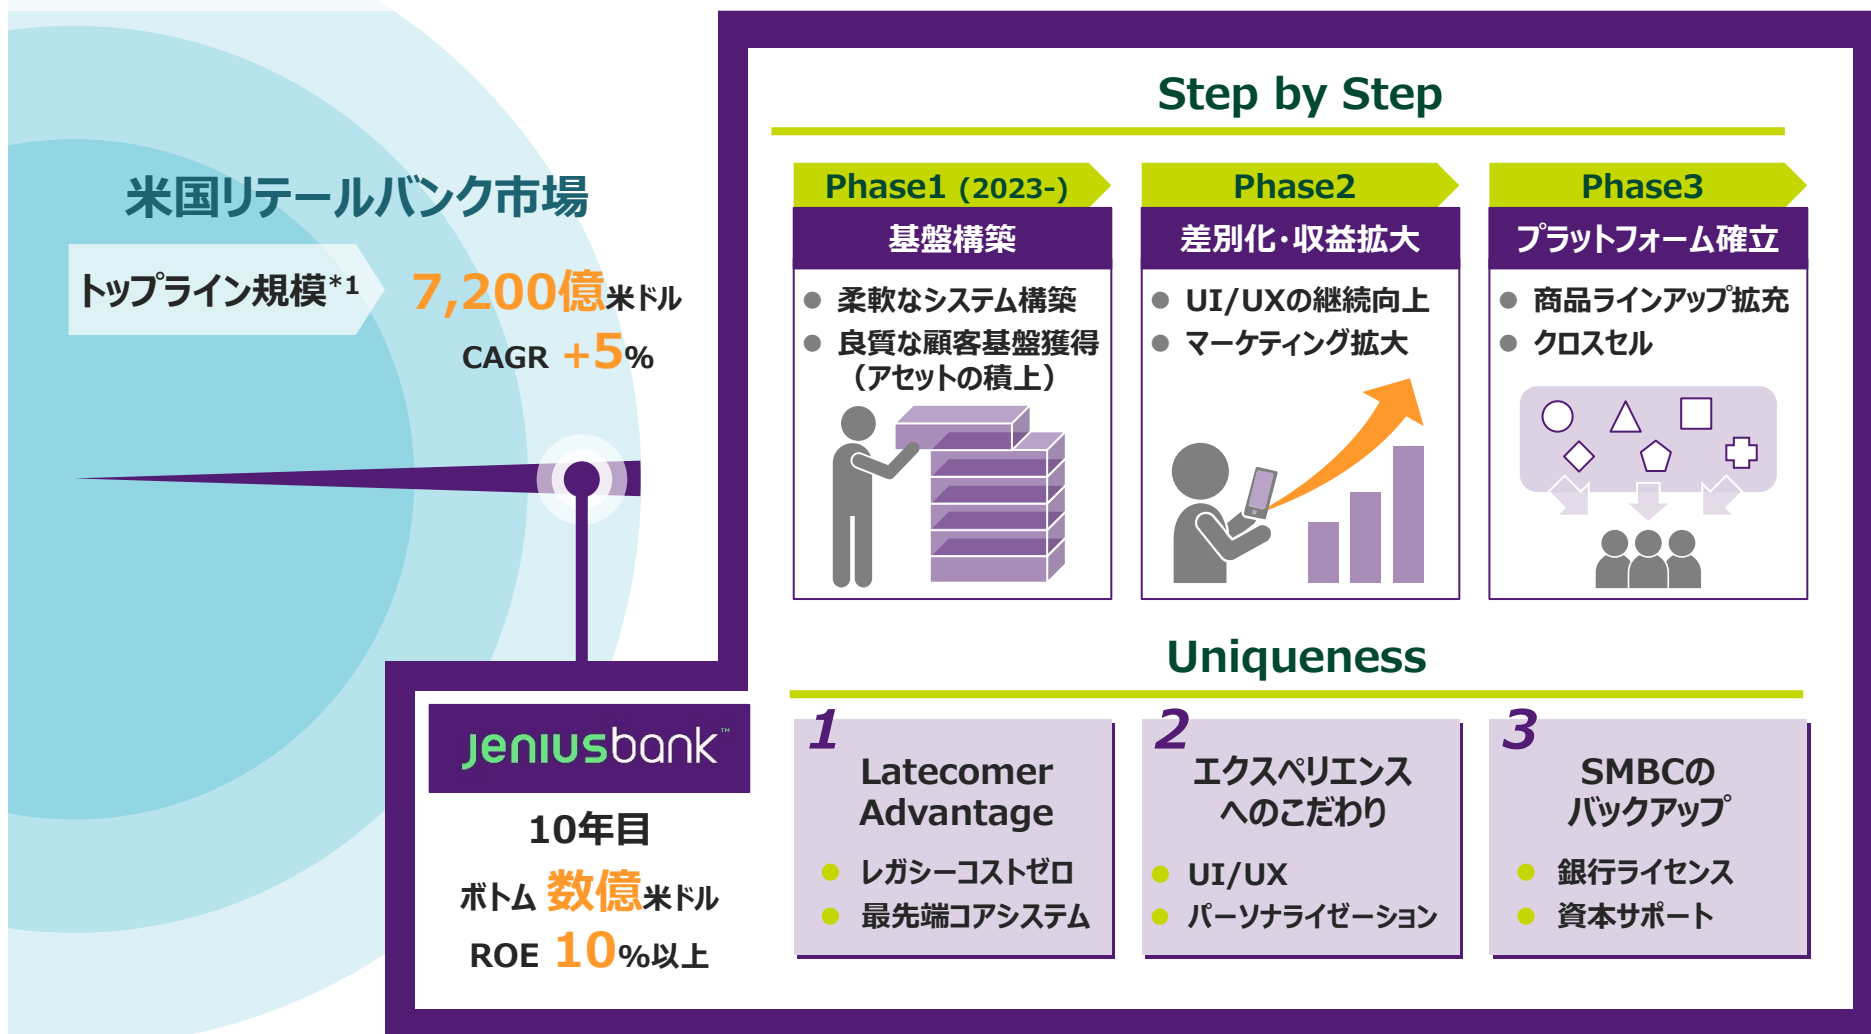 米国リテールバンク市場
トップライン規模*1
7,200億米ドル
CAGR +5%
jeniusbank™
10年目
ボトム 数億米ドル
ROE 10%以上
Step by Step
Phase1 (2023-)
基盤構築
● 柔軟なシステム構築
● 良質な顧客基盤獲得
（アセットの積上）
Phase2
差別化・収益拡大
● UI/UXの継続向上
● マーケティング拡大
Phase3
プラットフォーム確立
● 商品ラインアップ拡充
● クロスセル
Uniqueness
1
Latecomer
Advantage
● レガシーコストゼロ
● 最先端コアシステム
2
エクスペリエンス
へのこだわり
● UI/UX
● パーソナライゼーション
3
SMBCの
バックアップ
● 銀行ライセンス
● 資本サポート